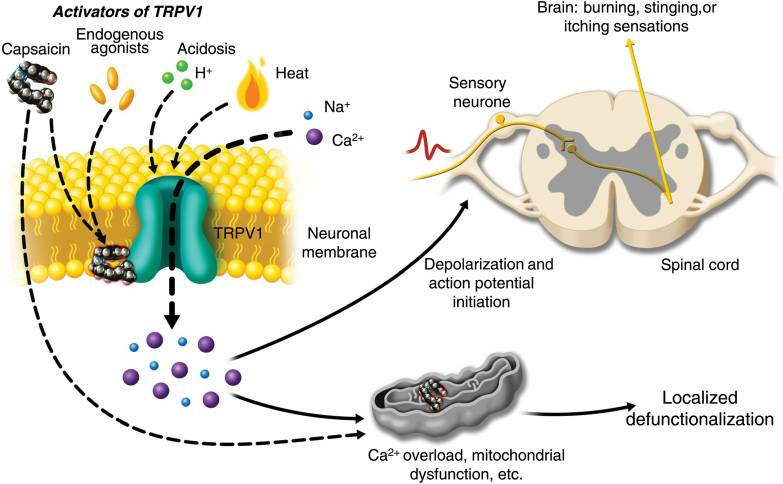 Activators of TRPV1
Capsaicin
Endogenous
agonists
Acidosis
H⁺
Heat
Na⁺
Ca²⁺
TRPV1
Neuronal
membrane
Brain: burning, stinging,or
itching sensations
Sensory
neurone
Spinal cord
Depolarization and
action potential
initiation
Ca²⁺ overload, mitochondrial
dysfunction, etc.
Localized
defunctionalization